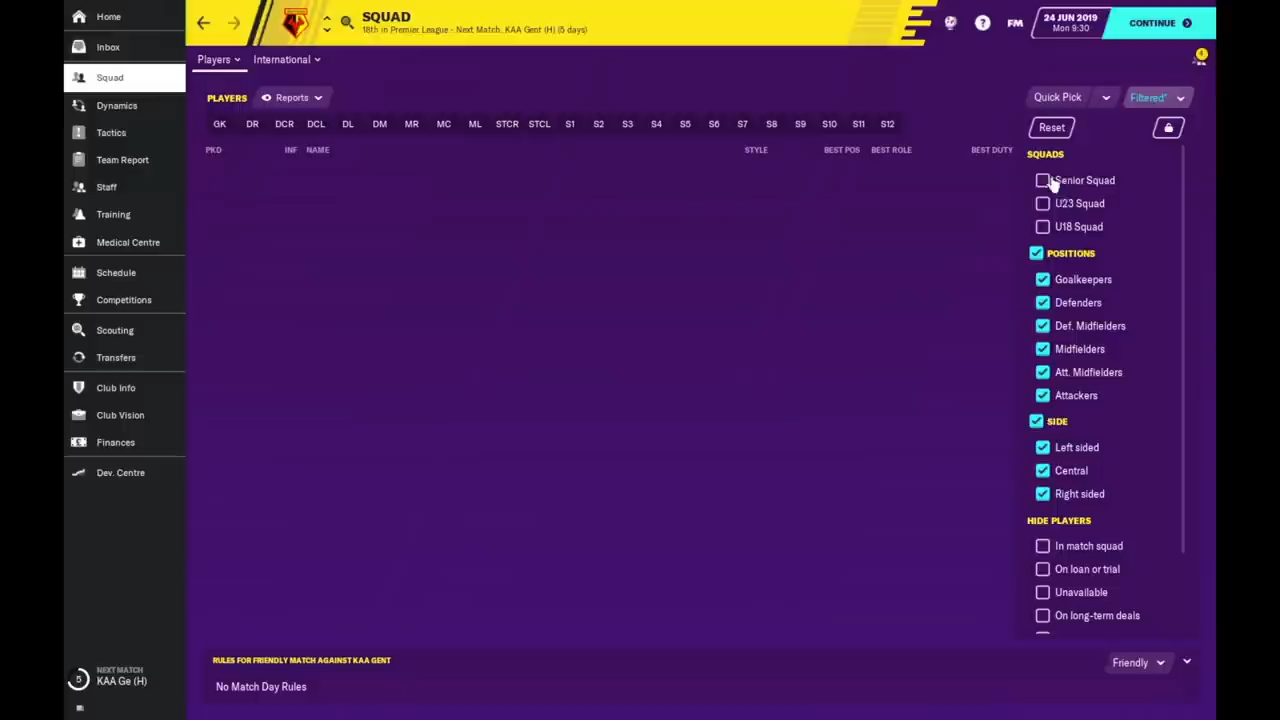 Home
Inbox
Squad
Dynamics
Tactics
Team Report
Staff
Training
Medical Centre
Schedule
Competitions
Scouting
Transfers
Club Info
Club Vision
Finances
Dev. Centre
5
NEXT MATCH
KAA Ge (H)
SQUAD
18th in Premier League - Next Match, KAA Gent (H) (5 days)
?
FM
24 JUN 2019
Mon 9:30
CONTINUE
Players
International
4
PLAYERS
Reports
Quick Pick
Filtered*
GK DR DCR DCL DL DM MR MC ML STCR STCL S1 S2 S3 S4 S5 S6 S7 S8 S9 S10 S11 S12
PKD INF NAME STYLE BEST POS BEST ROLE BEST DUTY
Reset
SQUADS
Senior Squad
U23 Squad
U18 Squad
POSITIONS
Goalkeepers
Defenders
Def. Midfielders
Midfielders
Att. Midfielders
Attackers
SIDE
Left sided
Central
Right sided
HIDE PLAYERS
In match squad
On loan or trial
Unavailable
On long-term deals
RULES FOR FRIENDLY MATCH AGAINST KAA GENT
Friendly
No Match Day Rules